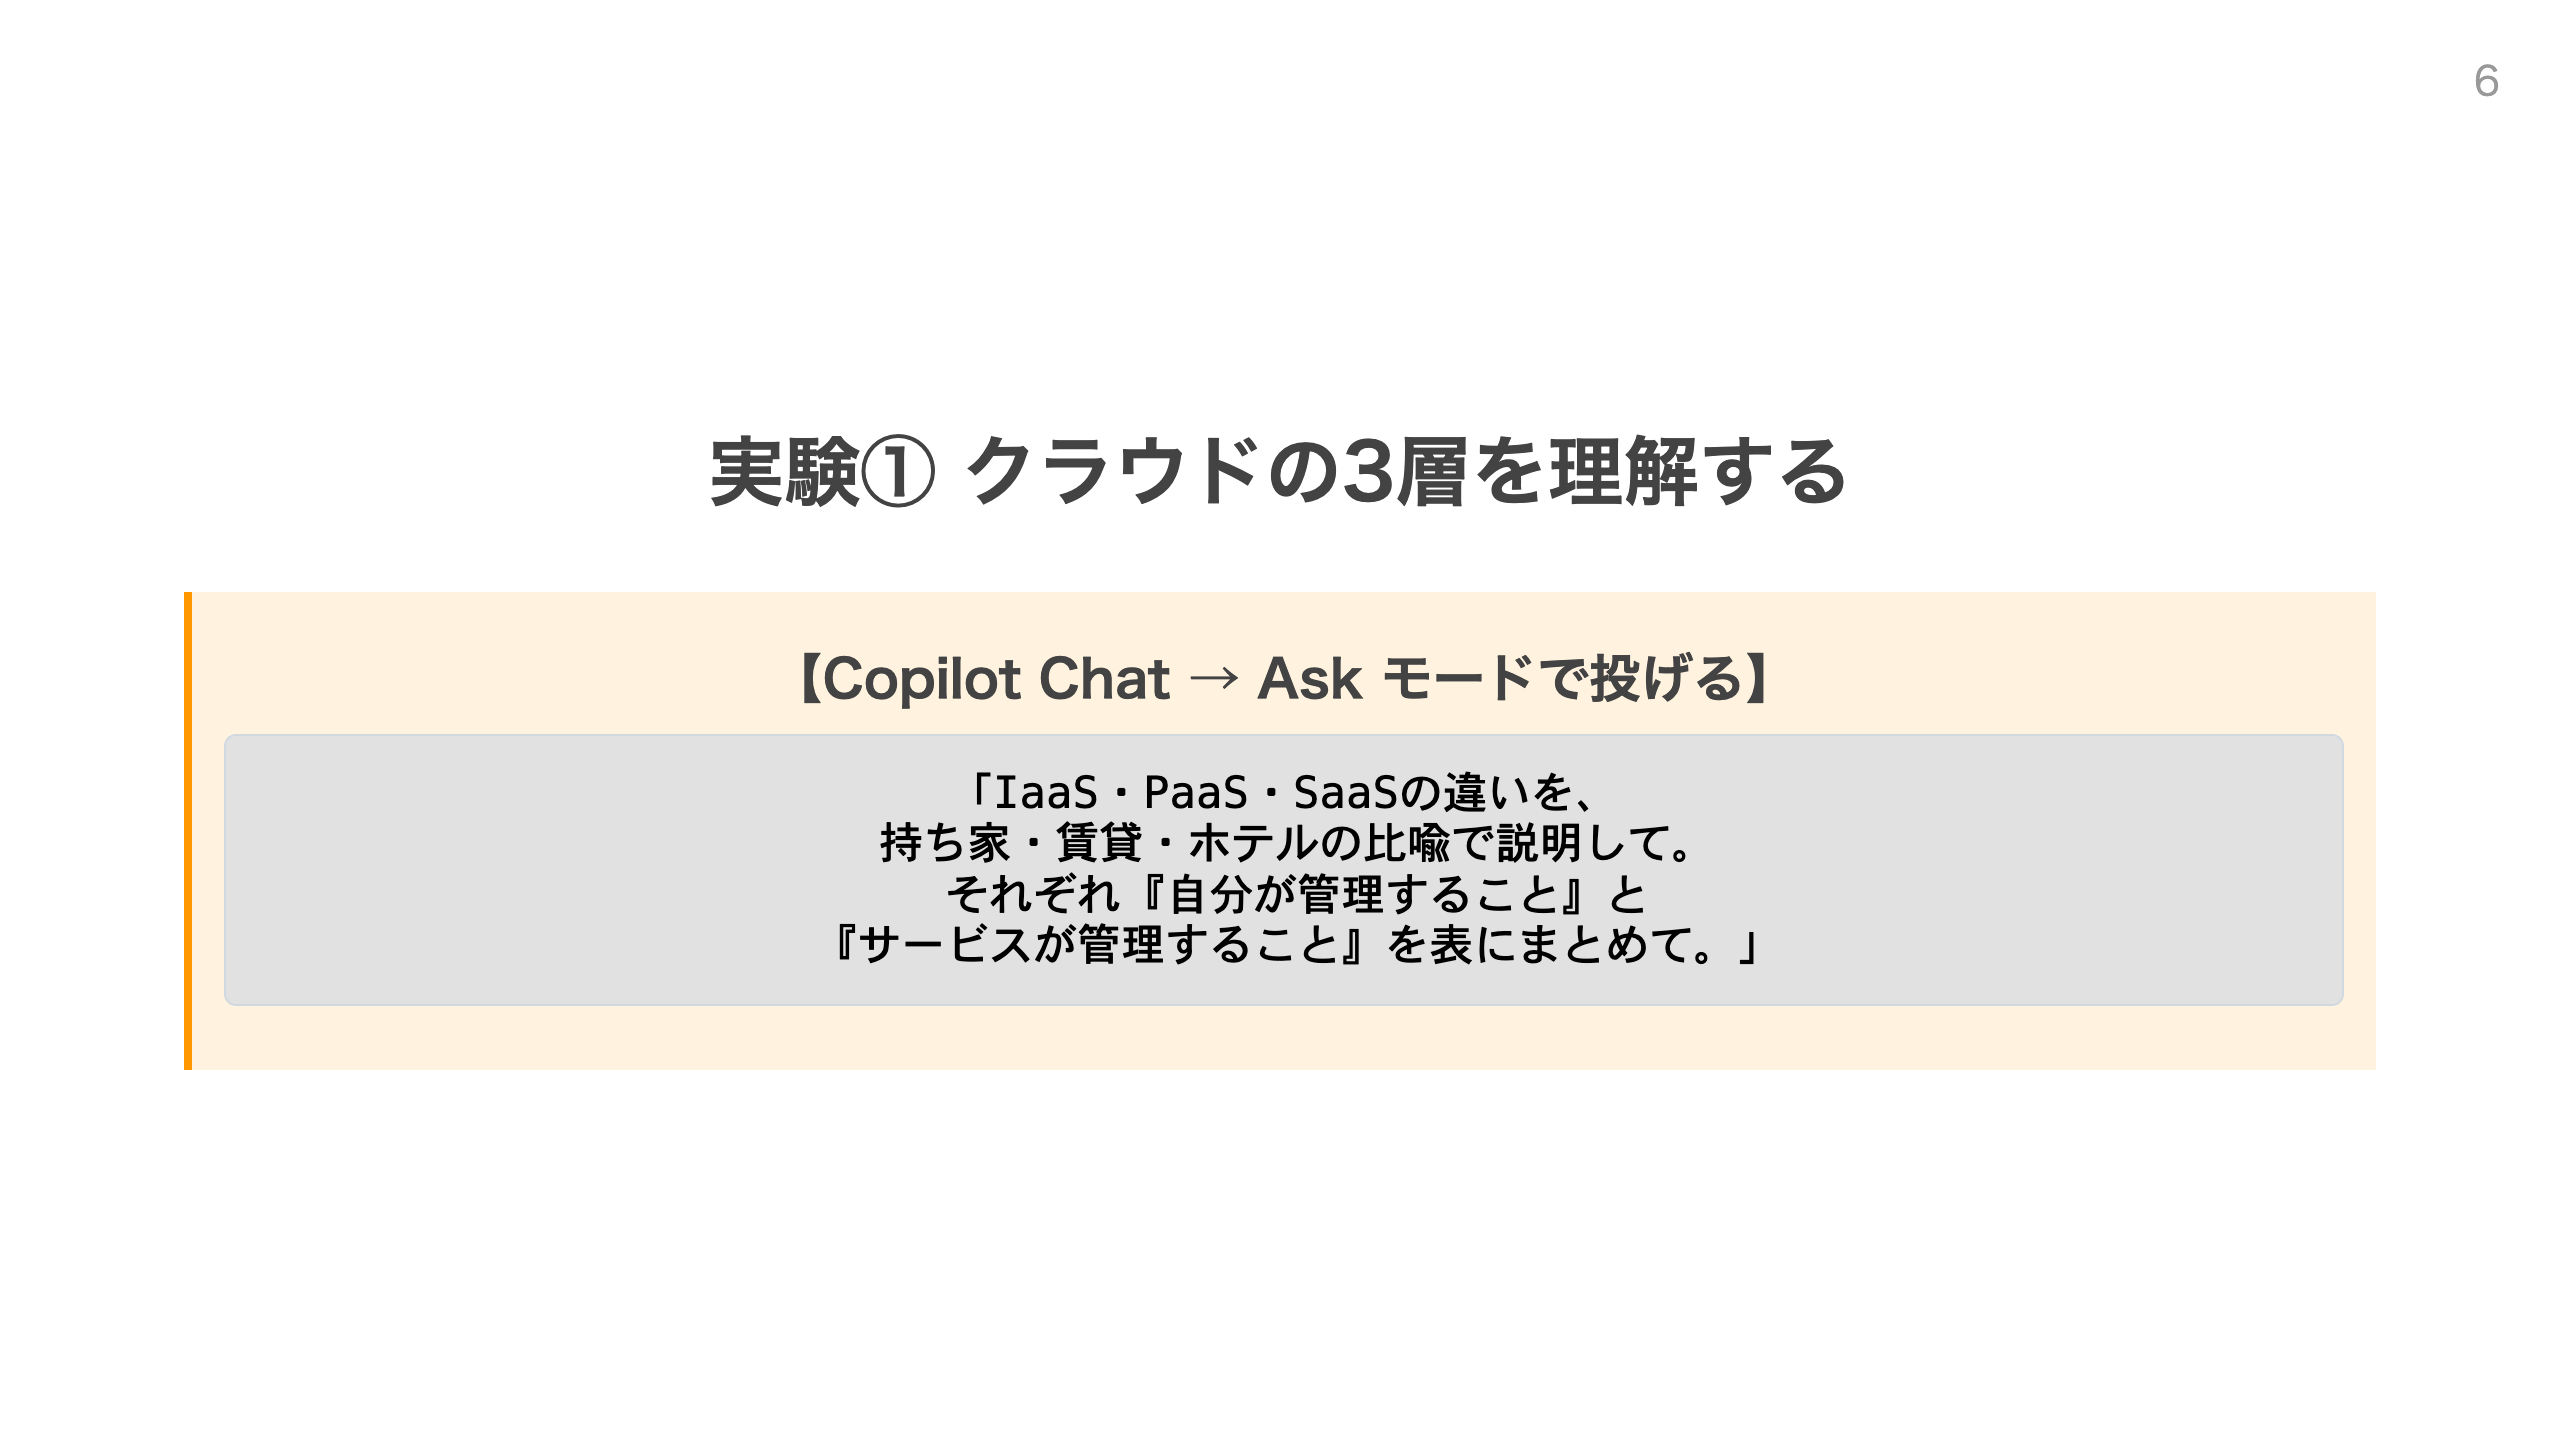 6
実験① クラウドの3層を理解する
【Copilot Chat → Ask モードで投げる】
「IaaS・PaaS・SaaSの違いを、
持ち家・賃貸・ホテルの比喩で説明して。
それぞれ『自分が管理すること』と
『サービスが管理すること』を表にまとめて。」